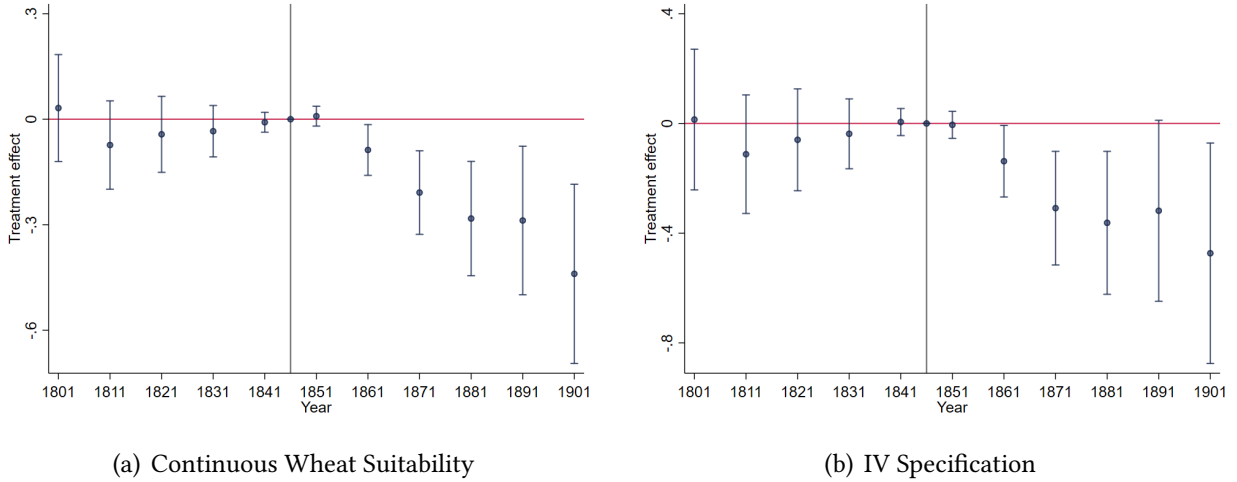 .3
0
-.3
-.6
Treatment effect
1801 1811 1821 1831 1841 1851 1861 1871 1881 1891 1901
Year
(a) Continuous Wheat Suitability
.4
0
-.4
-.8
Treatment effect
1801 1811 1821 1831 1841 1851 1861 1871 1881 1891 1901
Year
(b) IV Specification